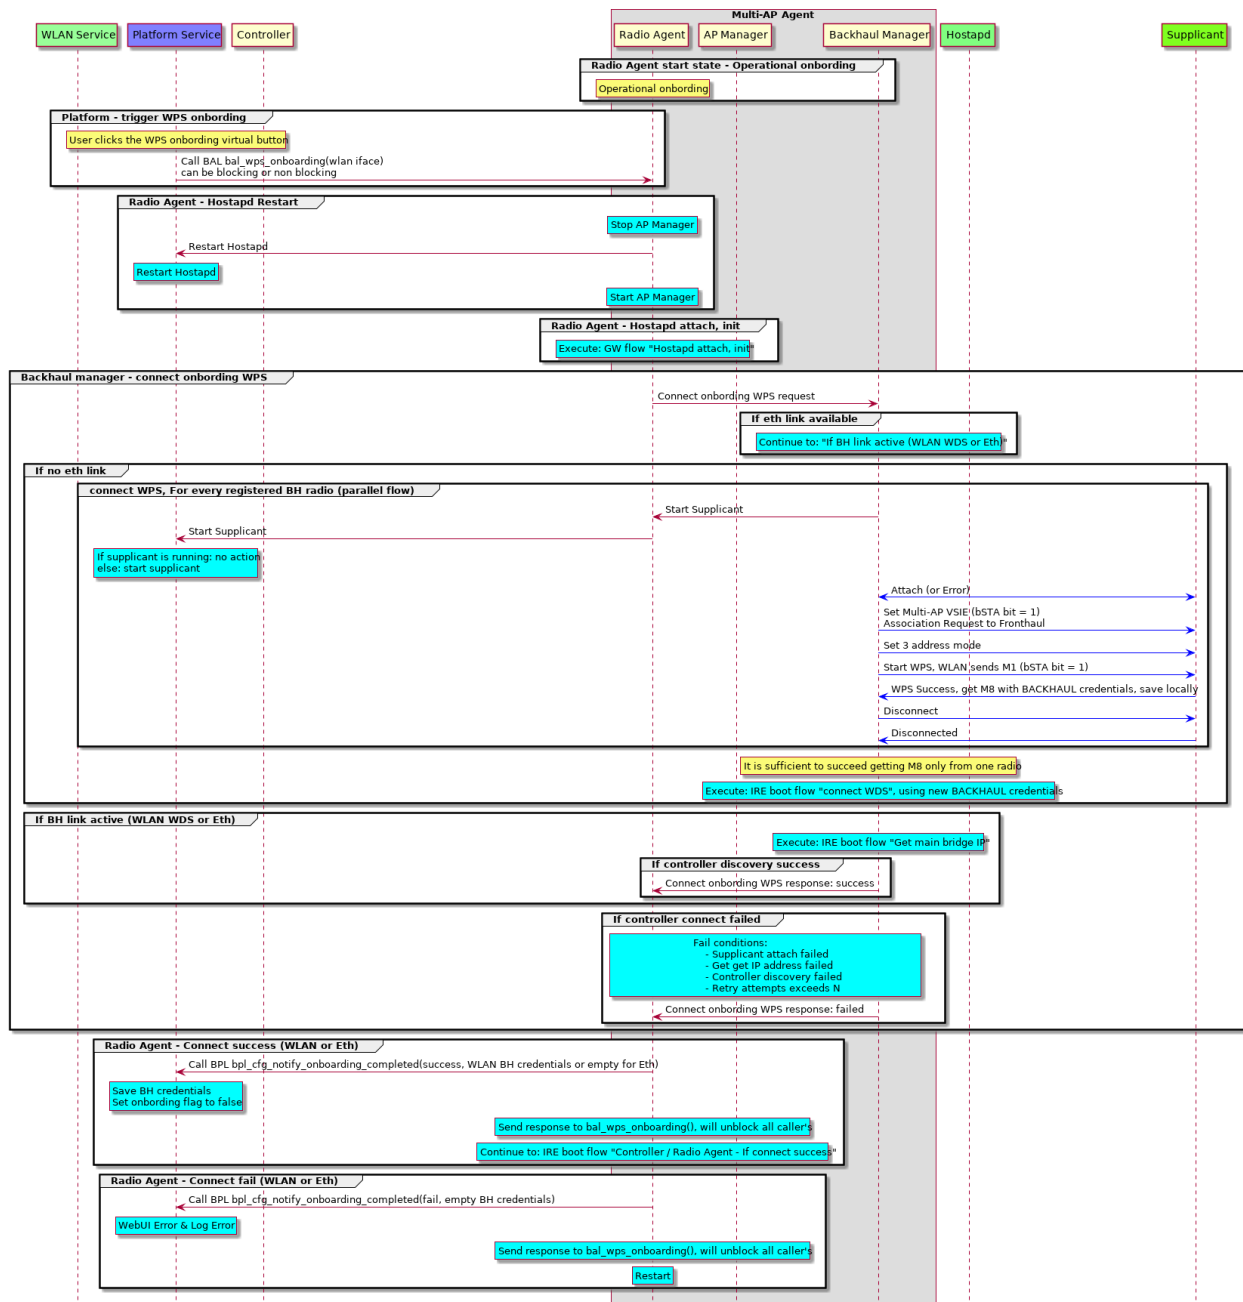 Multi-AP Agent
WLAN Service
Platform Service
Controller
Radio Agent
AP Manager
Backhaul Manager
Hostapd
Supplicant
Radio Agent start state - Operational onbording
Operational onbording
Platform - trigger WPS onbording
User clicks the WPS onbording virtual button
Call BAL bal_wps_onboarding(wlan iface)
can be blocking or non blocking
Radio Agent - Hostapd Restart
Stop AP Manager
Restart Hostapd
Restart Hostapd
Start AP Manager
Radio Agent - Hostapd attach, init
Execute: GW flow "Hostapd attach, init"
Backhaul manager - connect onbording WPS
Connect onbording WPS request
If eth link available
Continue to: "If BH link active (WLAN WDS or Eth)"
If no eth link
connect WPS, For every registered BH radio (parallel flow)
Start Supplicant
Start Supplicant
If supplicant is running: no action
else: start supplicant
Attach (or Error)
Set Multi-AP VSIE (bSTA bit = 1)
Association Request to Fronthaul
Set 3 address mode
Start WPS, WLAN sends M1 (bSTA bit = 1)
WPS Success, get M8 with BACKHAUL credentials, save locally
Disconnect
Disconnected
It is sufficient to succeed getting M8 only from one radio
Execute: IRE boot flow "connect WDS", using new BACKHAUL credentials
If BH link active (WLAN WDS or Eth)
Execute: IRE boot flow "Get main bridge IP"
If controller discovery success
Connect onbording WPS response: success
If controller connect failed
Fail conditions:
- Supplicant attach failed
- Get get IP address failed
- Controller discovery failed
- Retry attempts exceeds N
Connect onbording WPS response: failed
Radio Agent - Connect success (WLAN or Eth)
Call BPL bpl_cfg_notify_onboarding_completed(success, WLAN BH credentials or empty for Eth)
Save BH credentials
Set onbording flag to false
Send response to bal_wps_onboarding(), will unblock all caller's
Continue to: IRE boot flow "Controller / Radio Agent - If connect success"
Radio Agent - Connect fail (WLAN or Eth)
Call BPL bpl_cfg_notify_onboarding_completed(fail, empty BH credentials)
WebUI Error & Log Error
Send response to bal_wps_onboarding(), will unblock all caller's
Restart